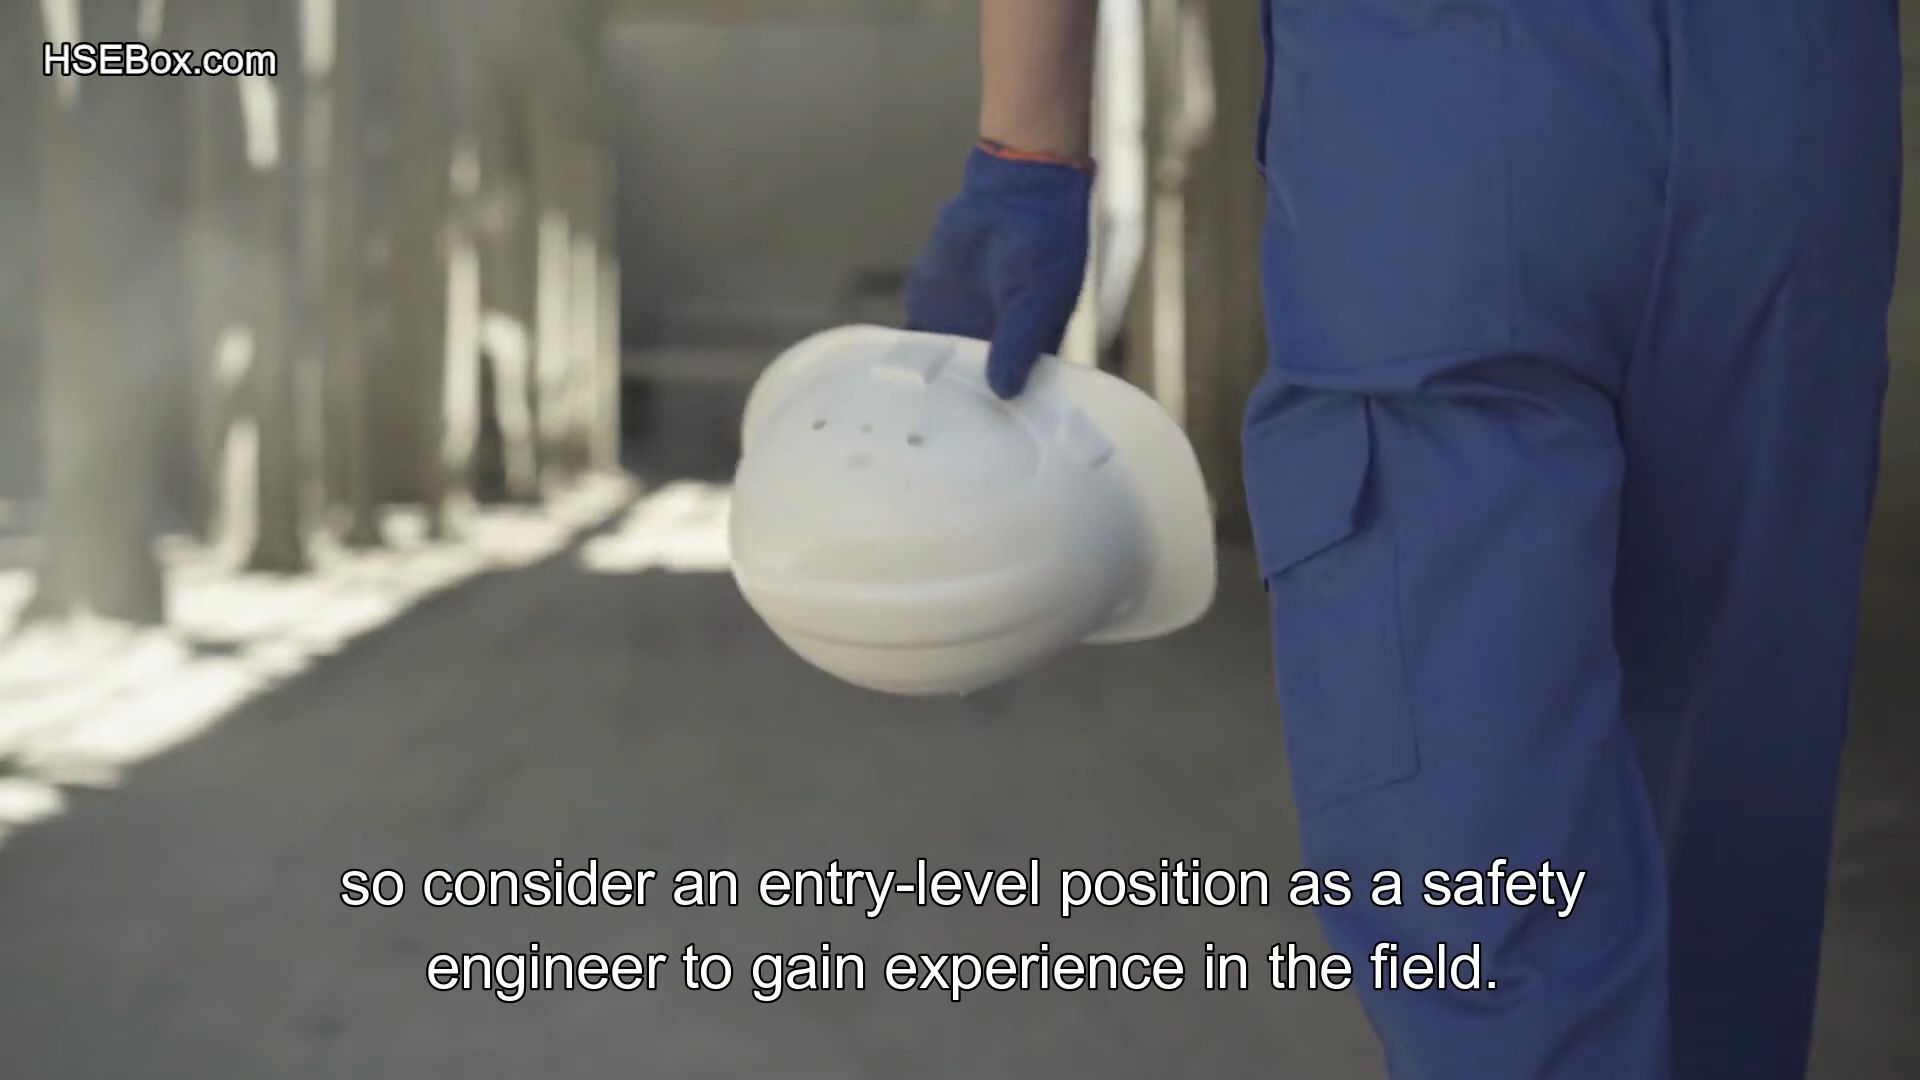 HSEBox.com
so consider an entry-level position as a safety
engineer to gain experience in the field.